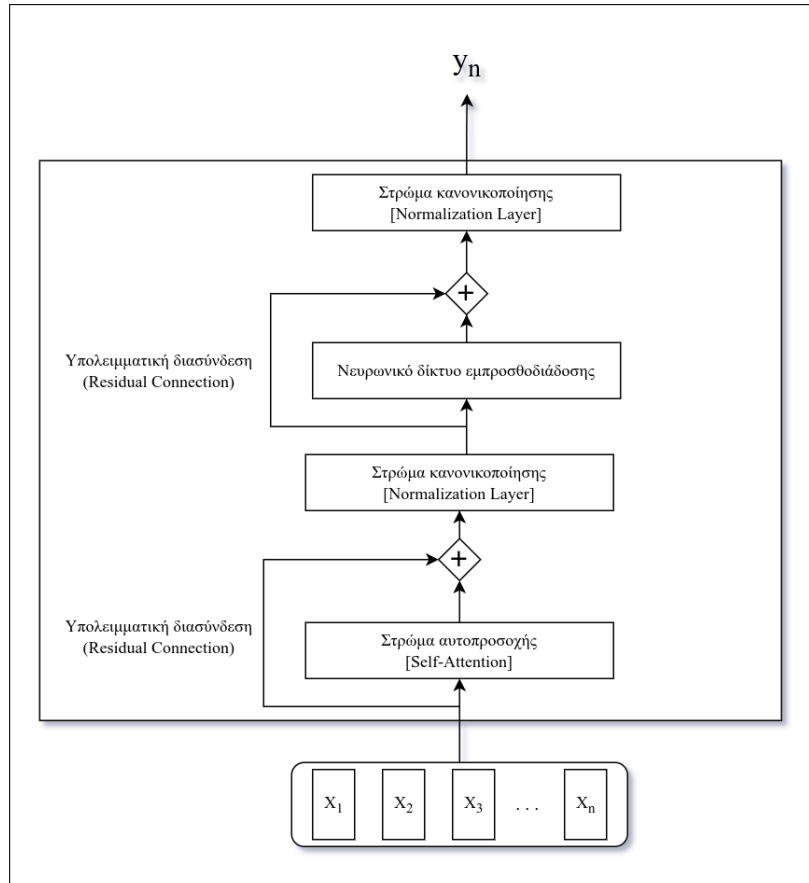 yₙ
Στρώμα κανονικοποίησης
[Normalization Layer]
+
Υπολειμματική διασύνδεση
(Residual Connection)
Νευρωνικό δίκτυο εμπροσθοδιάδοσης
Στρώμα κανονικοποίησης
[Normalization Layer]
+
Υπολειμματική διασύνδεση
(Residual Connection)
Στρώμα αυτοπροσοχής
[Self-Attention]
X₁ X₂ X₃ . . . Xₙ